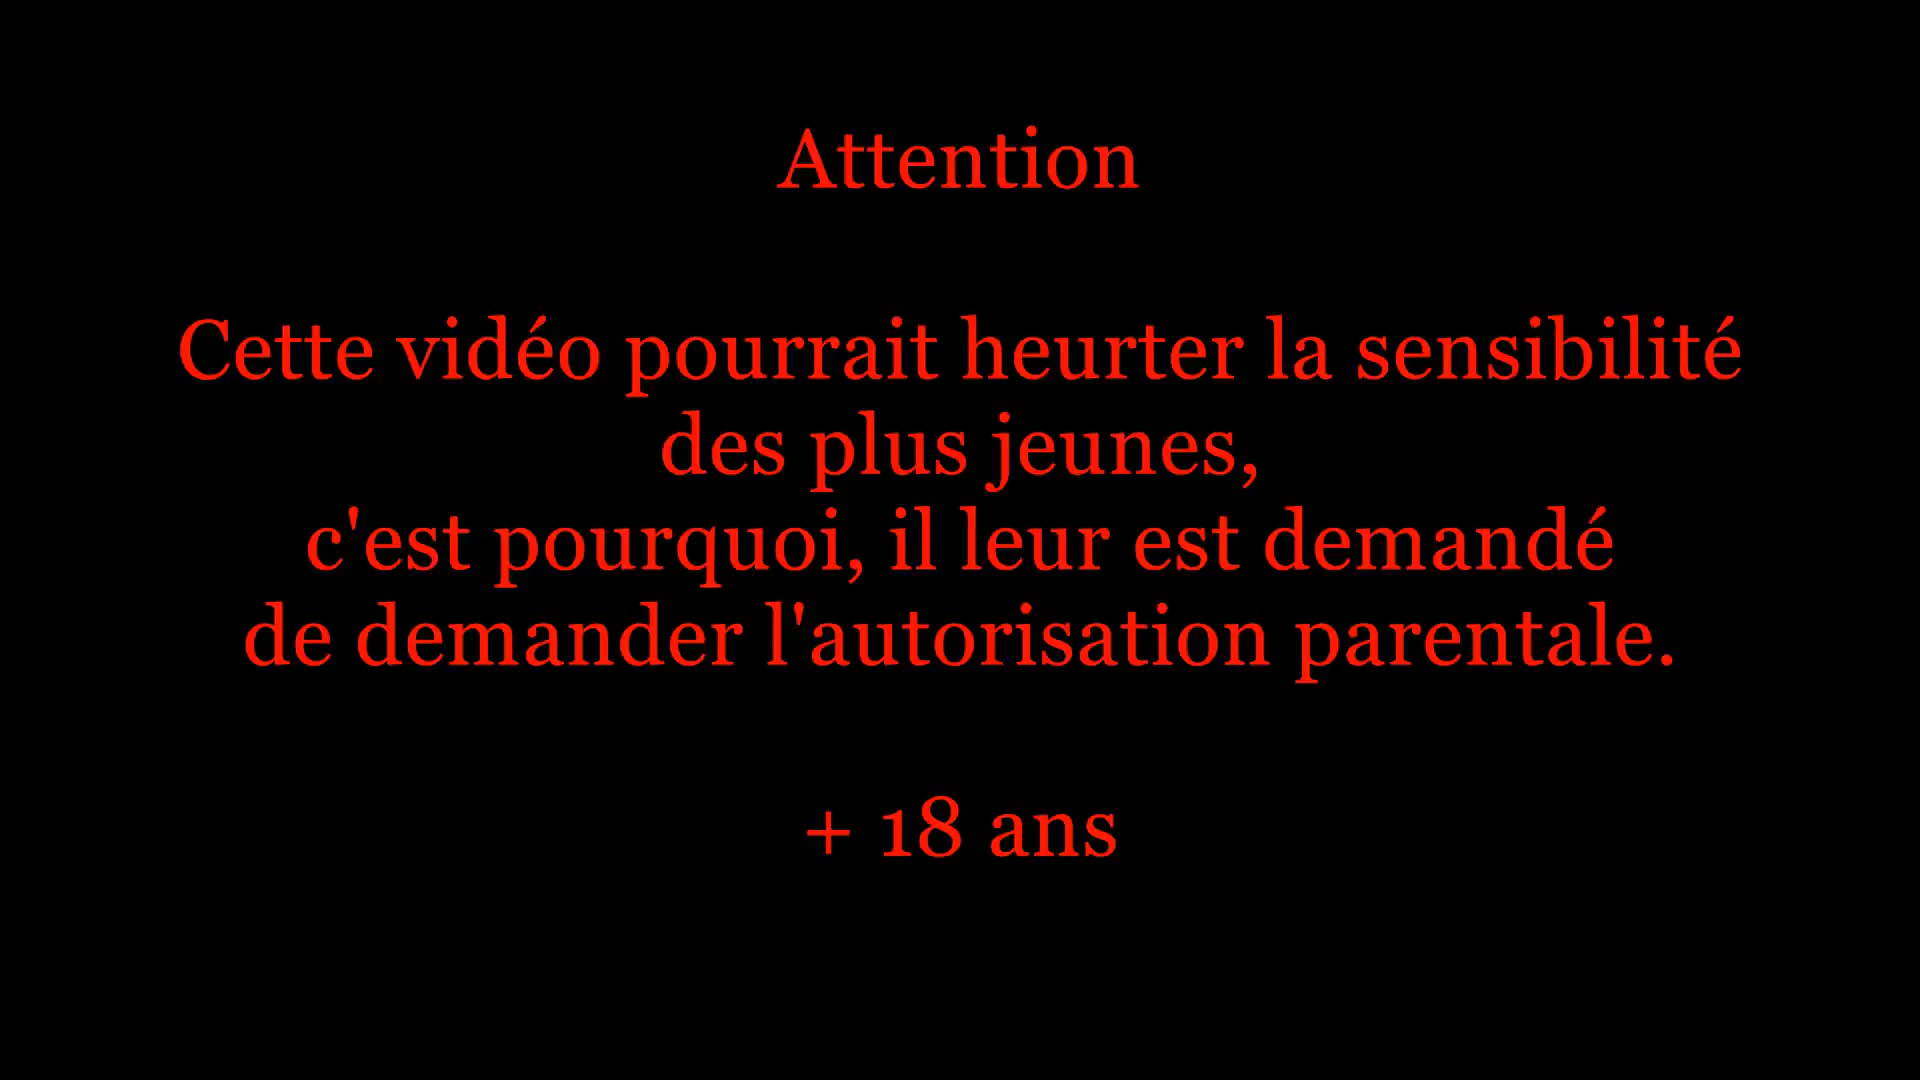 Attention
Cette vidéo pourrait heurter la sensibilité
des plus jeunes,
c'est pourquoi, il leur est demandé
de demander l'autorisation parentale.
+ 18 ans